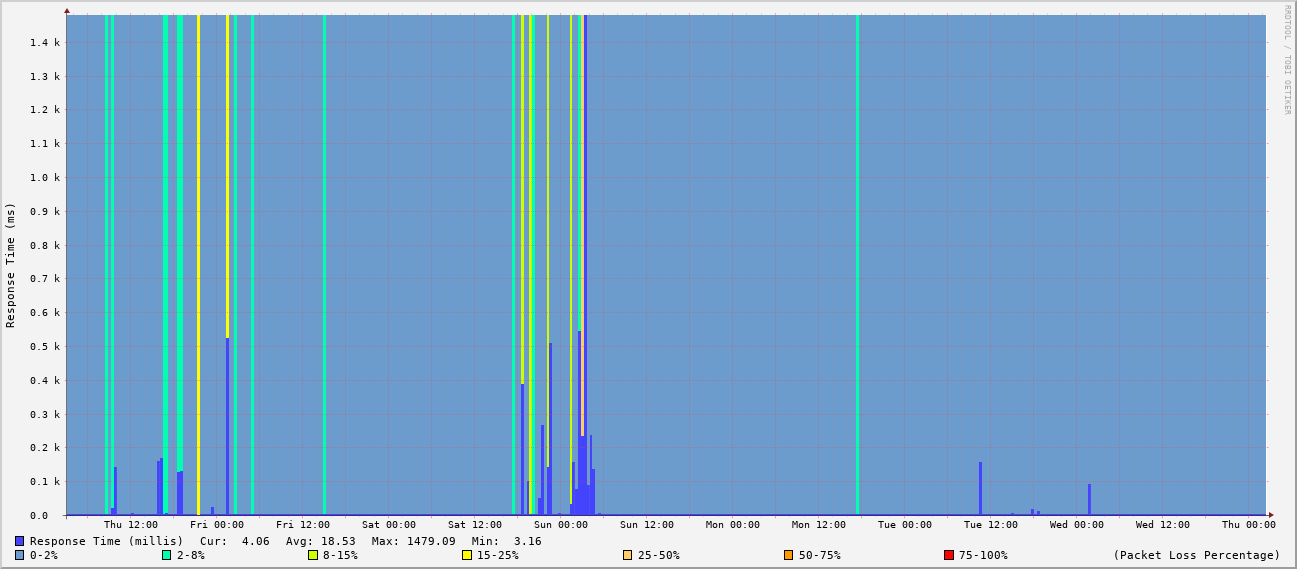 RRDTOOL / TOBI OETIKER
Response Time (ms)
1.4 k
1.3 k
1.2 k
1.1 k
1.0 k
0.9 k
0.8 k
0.7 k
0.6 k
0.5 k
0.4 k
0.3 k
0.2 k
0.1 k
0.0
Thu 12:00 Fri 00:00 Fri 12:00 Sat 00:00 Sat 12:00 Sun 00:00 Sun 12:00 Mon 00:00 Mon 12:00 Tue 00:00 Tue 12:00 Wed 00:00 Wed 12:00 Thu 00:00
Response Time (millis) Cur: 4.06 Avg: 18.53 Max: 1479.09 Min: 3.16
0-2% 2-8% 8-15% 15-25% 25-50% 50-75% 75-100% (Packet Loss Percentage)